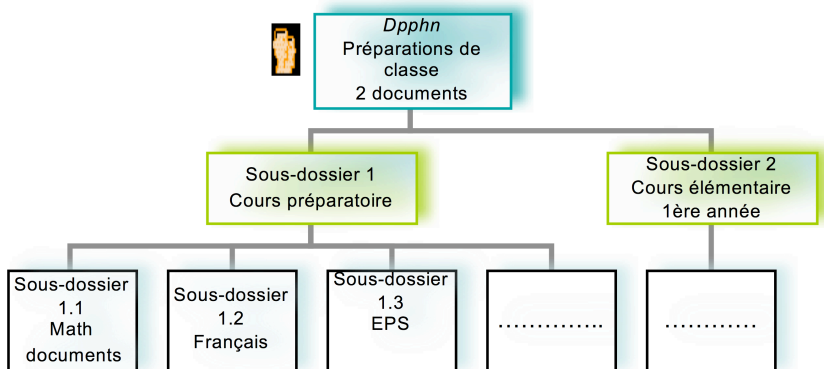 Dpphn
Préparations de
classe
2 documents
Sous-dossier 1
Cours préparatoire
Sous-dossier 2
Cours élémentaire
1ère année
Sous-dossier
1.1
Math
documents
Sous-dossier
1.2
Français
Sous-dossier
1.3
EPS
..............
............